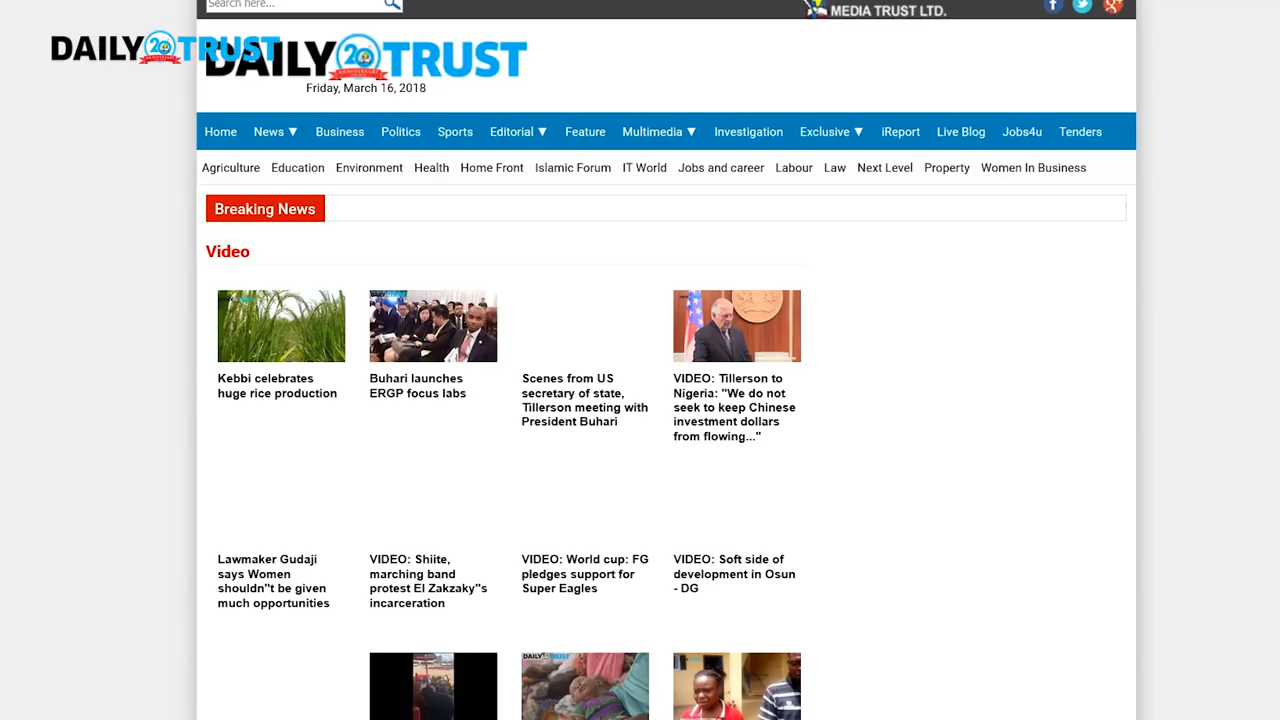 Search here...
MEDIA TRUST LTD.
DAILY 20 TRUST
DAILY 20 TRUST
ANNIVERSARY
Friday, March 16, 2018
Home News ▼ Business Politics Sports Editorial ▼ Feature Multimedia ▼ Investigation Exclusive ▼ iReport Live Blog Jobs4u Tenders
Agriculture Education Environment Health Home Front Islamic Forum IT World Jobs and career Labour Law Next Level Property Women In Business
Breaking News
Video
Kebbi celebrates
huge rice production
Buhari launches
ERGP focus labs
Scenes from US
secretary of state,
Tillerson meeting with
President Buhari
VIDEO: Tillerson to
Nigeria: "We do not
seek to keep Chinese
investment dollars
from flowing..."
Lawmaker Gudaji
says Women
shouldn"t be given
much opportunities
VIDEO: Shiite,
marching band
protest El Zakzaky"s
incarceration
VIDEO: World cup: FG
pledges support for
Super Eagles
VIDEO: Soft side of
development in Osun
- DG
DAILY TRUST